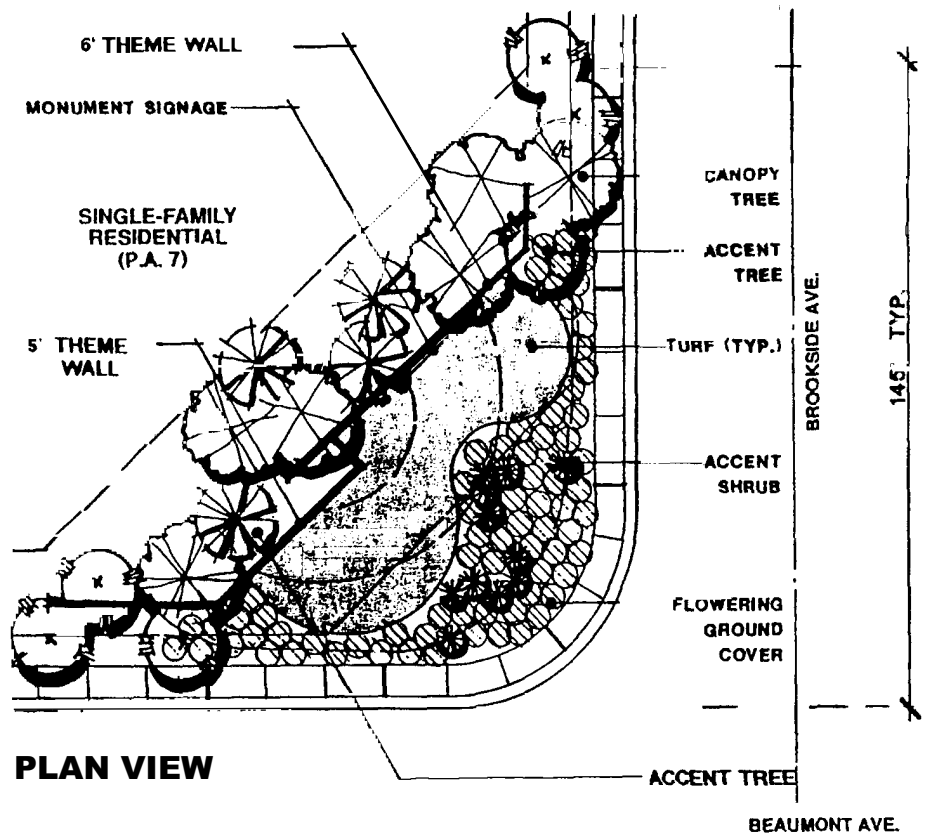 6' THEME WALL
MONUMENT SIGNAGE
SINGLE-FAMILY
RESIDENTIAL
(P.A. 7)
5' THEME
WALL
CANOPY
TREE
ACCENT
TREE
TURF (TYP.)
ACCENT
SHRUB
FLOWERING
GROUND
COVER
BROOKSIDE AVE.
145' TYP.
PLAN VIEW
ACCENT TREE
BEAUMONT AVE.